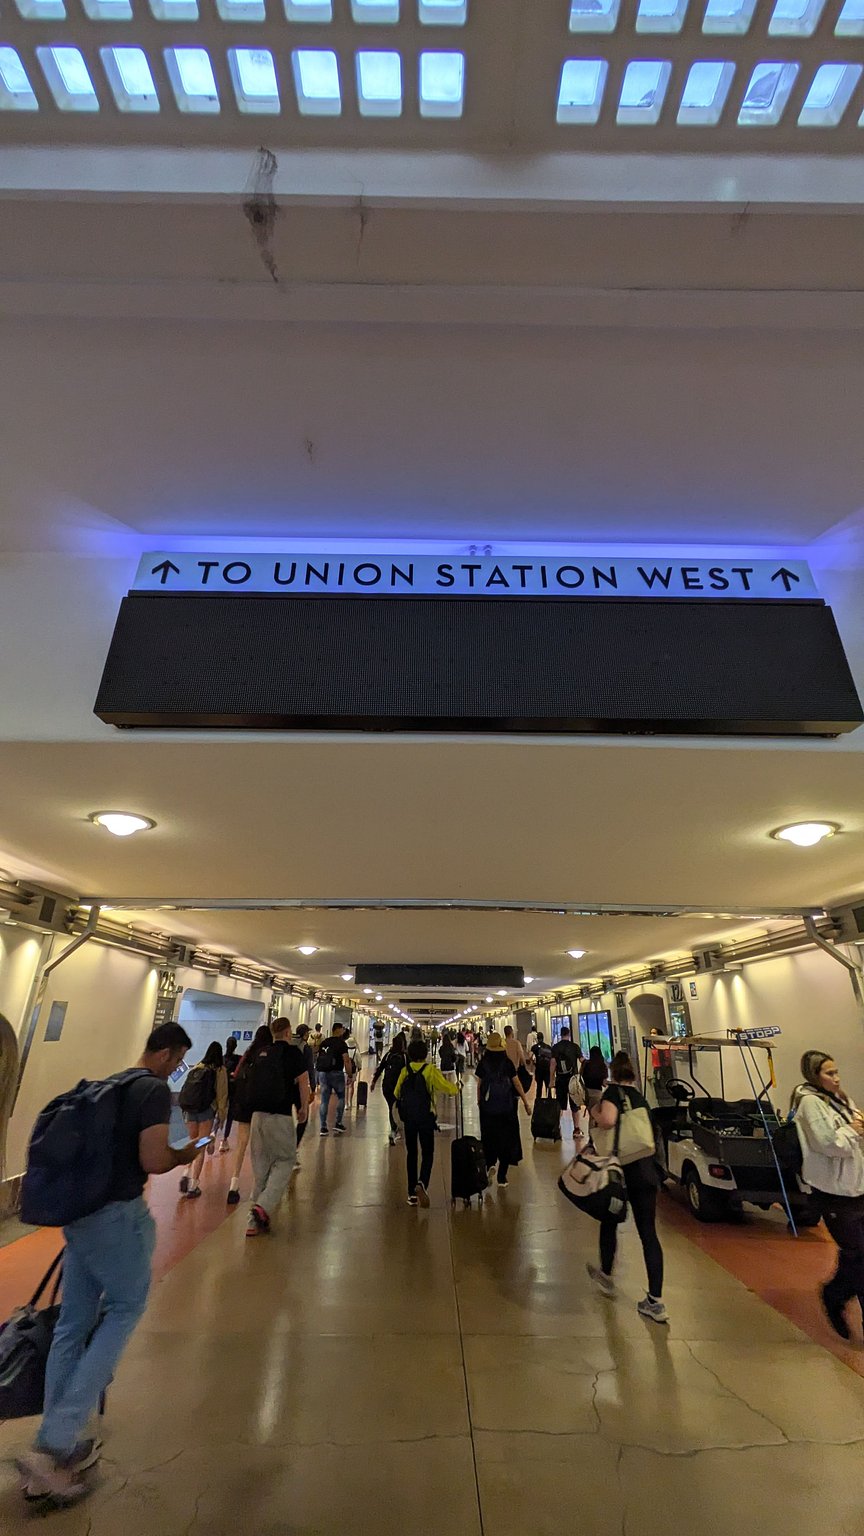 ↑ TO UNION STATION WEST ↑